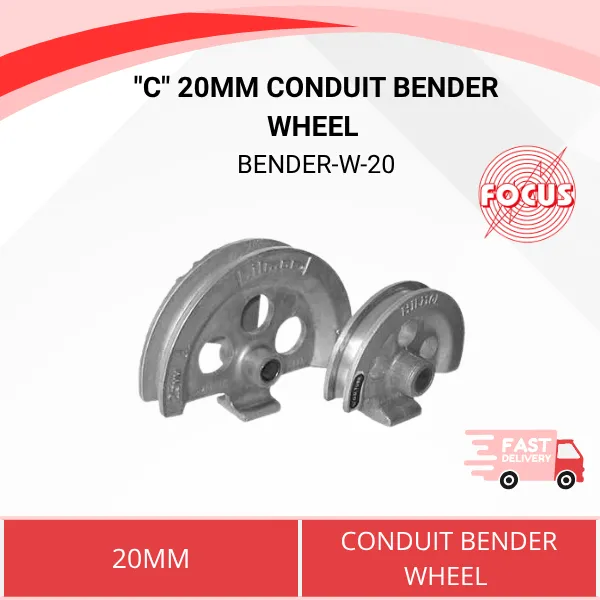 "C" 20MM CONDUIT BENDER
WHEEL
BENDER-W-20
FOCUS
FAST
DELIVERY
20MM
CONDUIT BENDER
WHEEL